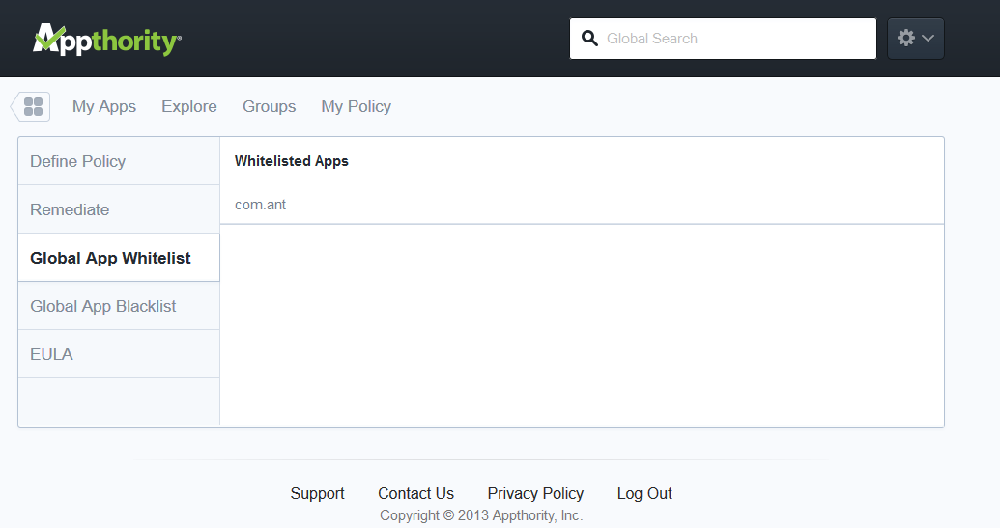 Appthority
Global Search
My Apps Explore Groups My Policy
Define Policy
Remediate
Global App Whitelist
Global App Blacklist
EULA
Whitelisted Apps
com.ant
Support Contact Us Privacy Policy Log Out
Copyright © 2013 Appthority, Inc.